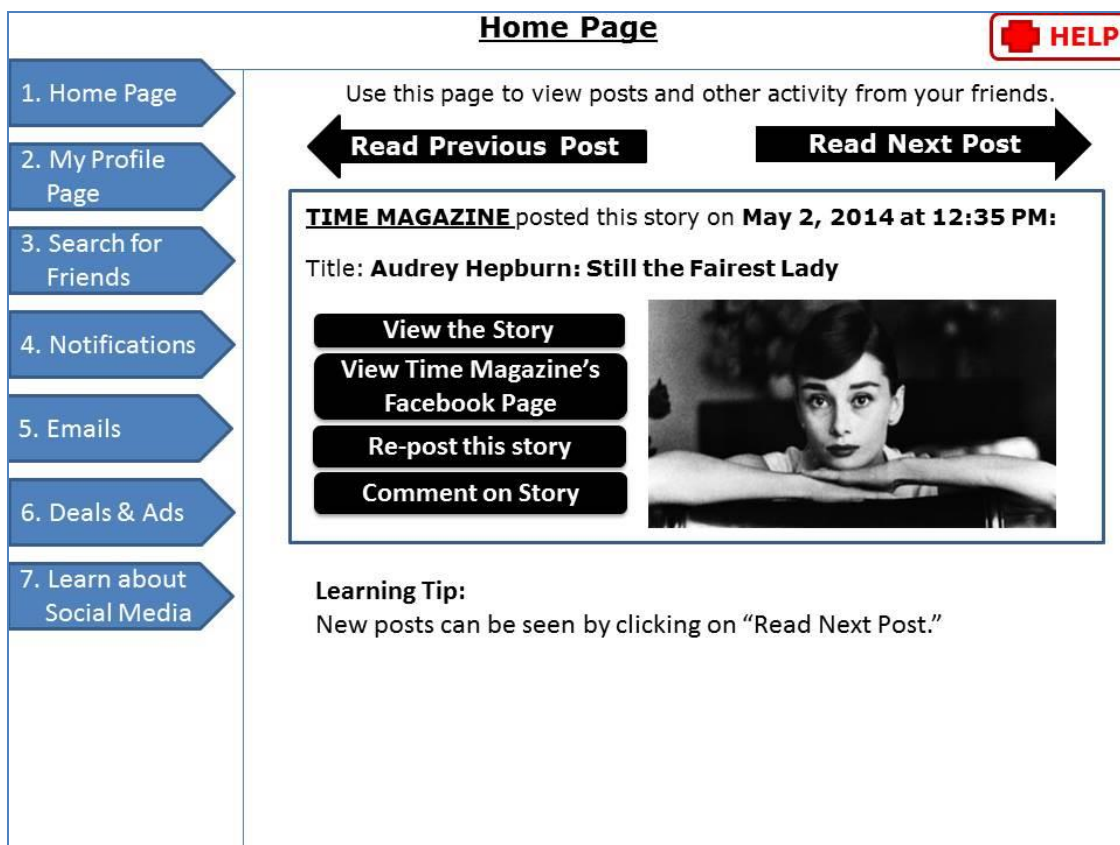 Home Page
HELP
1. Home Page
2. My Profile
Page
3. Search for
Friends
4. Notifications
5. Emails
6. Deals & Ads
7. Learn about
Social Media
Use this page to view posts and other activity from your friends.
Read Previous Post
Read Next Post
TIME MAGAZINE posted this story on May 2, 2014 at 12:35 PM:
Title: Audrey Hepburn: Still the Fairest Lady
View the Story
View Time Magazine’s
Facebook Page
Re-post this story
Comment on Story
Learning Tip:
New posts can be seen by clicking on “Read Next Post.”